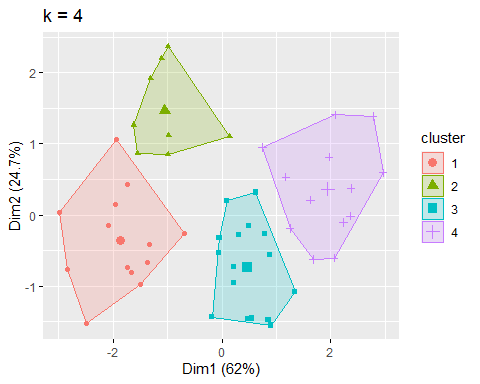 k = 4
2
1
0
-1
Dim2 (24.7%)
-2
0
2
Dim1 (62%)
cluster
1
2
3
4